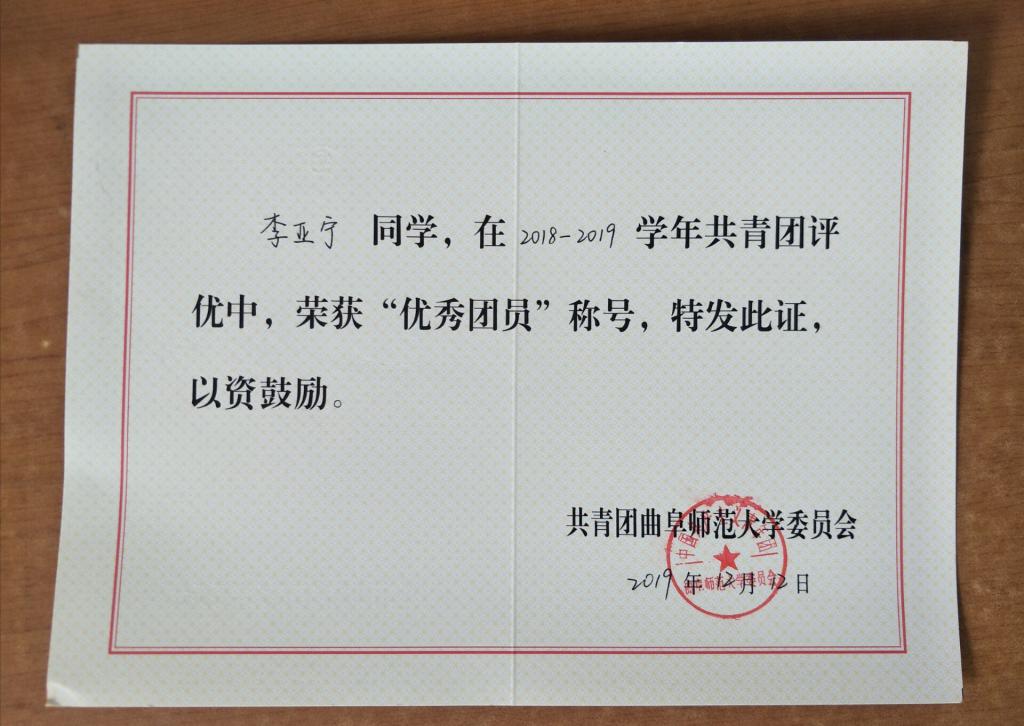 李亚宁 同学，在 2018-2019 学年共青团评
优中，荣获“优秀团员”称号，特发此证，
以资鼓励。
共青团曲阜师范大学委员会
2019 年 12 月 12 日